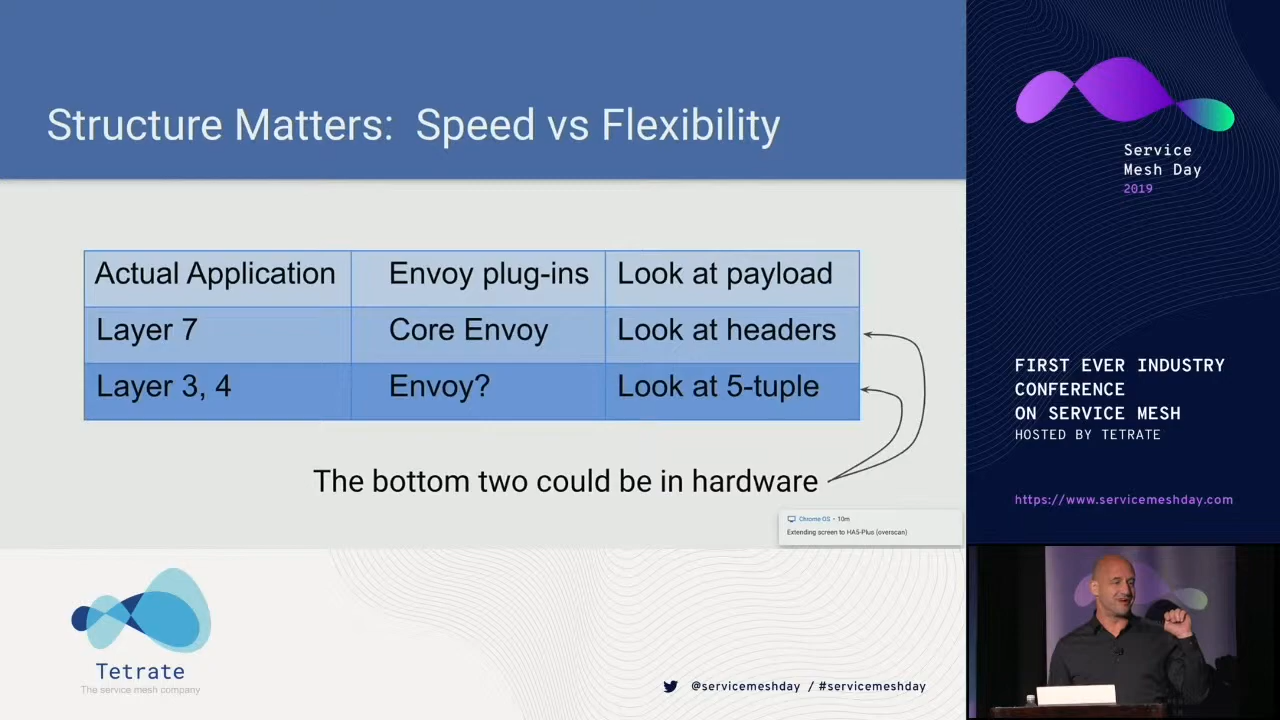 Structure Matters: Speed vs Flexibility
Actual Application Envoy plug-ins Look at payload
Layer 7 Core Envoy Look at headers
Layer 3, 4 Envoy? Look at 5-tuple
The bottom two could be in hardware
Chrome OS • 10m
Extending screen to HA5-Plus (overscan)
Tetrate
The service mesh company
@servicemeshday / #servicemeshday
Service
Mesh Day
2019
FIRST EVER INDUSTRY
CONFERENCE
ON SERVICE MESH
HOSTED BY TETRATE
https://www.servicemeshday.com